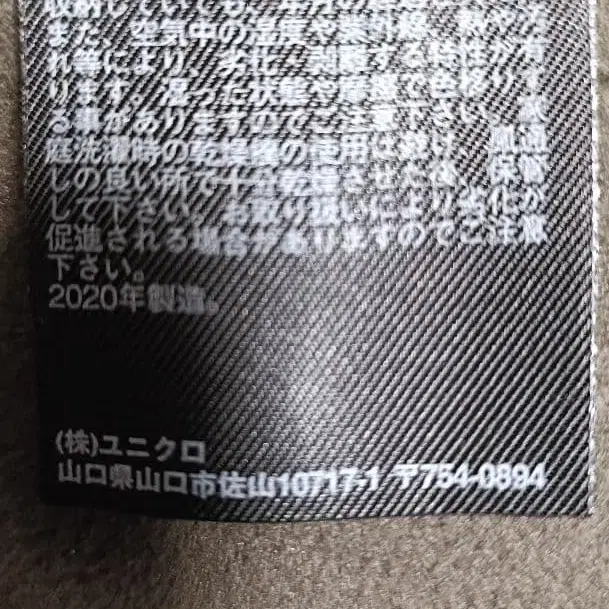 また、空気中の湿度や紫外線、熱や
れ等により、劣化・剥離する特性が有
ります。湿った状態や摩擦で色移りす
る事がありますのでご注意下さい。家
庭洗濯時の乾燥機の使用は避け、風通
しの良い所で十分乾燥させた後、保管
して下さい。お取り扱いにより劣化が
促進される場合がありますのでご注意
下さい。
2020年製造。
(株)ユニクロ
山口県山口市佐山10717-1 〒754-0894